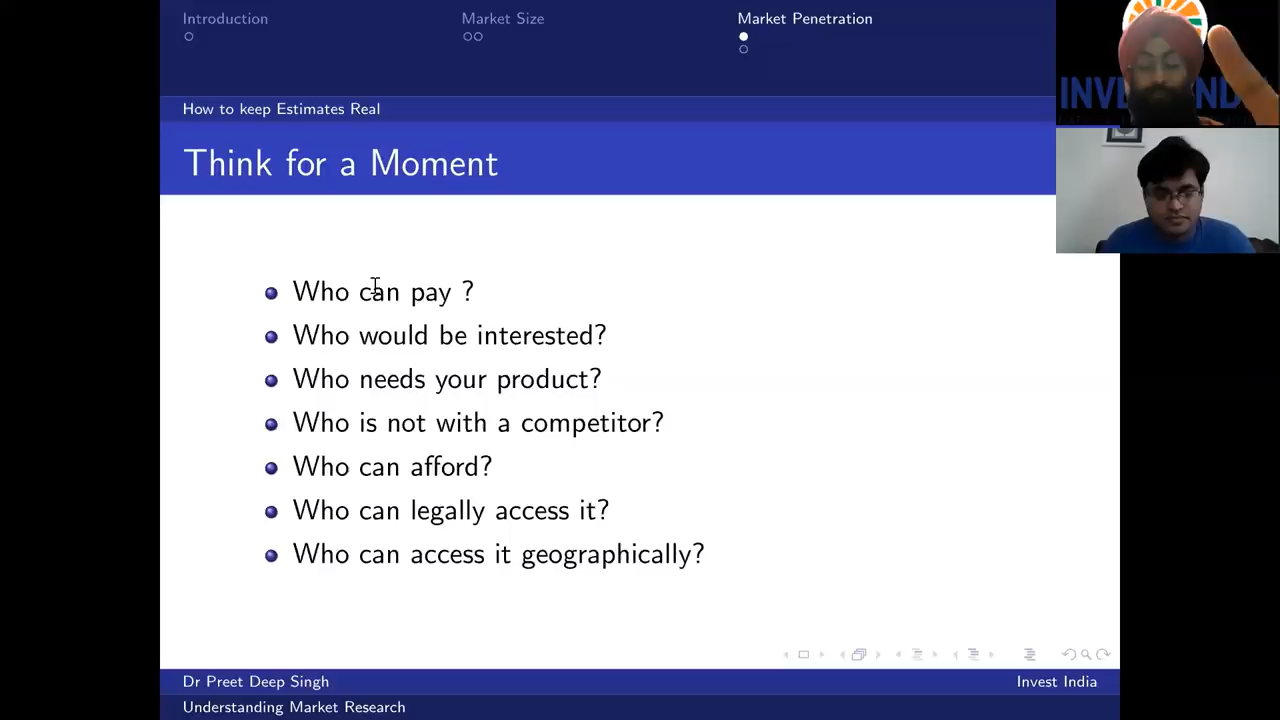 Introduction
Market Size
Market Penetration
How to keep Estimates Real
Think for a Moment
Who can pay ?
Who would be interested?
Who needs your product?
Who is not with a competitor?
Who can afford?
Who can legally access it?
Who can access it geographically?
Dr Preet Deep Singh
Invest India
Understanding Market Research